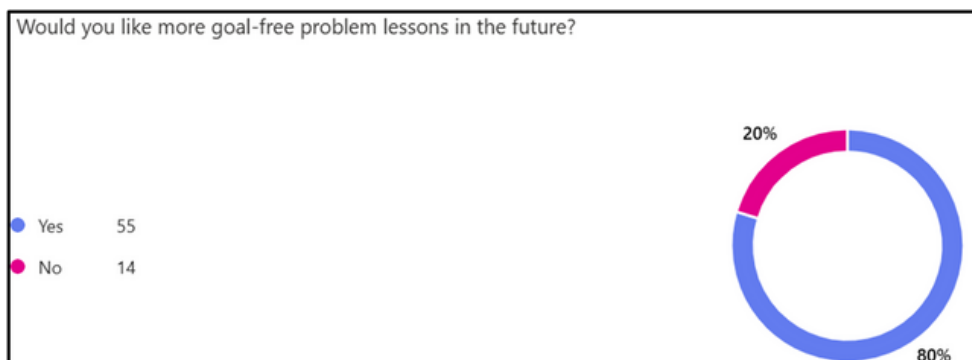 Would you like more goal-free problem lessons in the future?
20%
Yes 55
No 14
80%